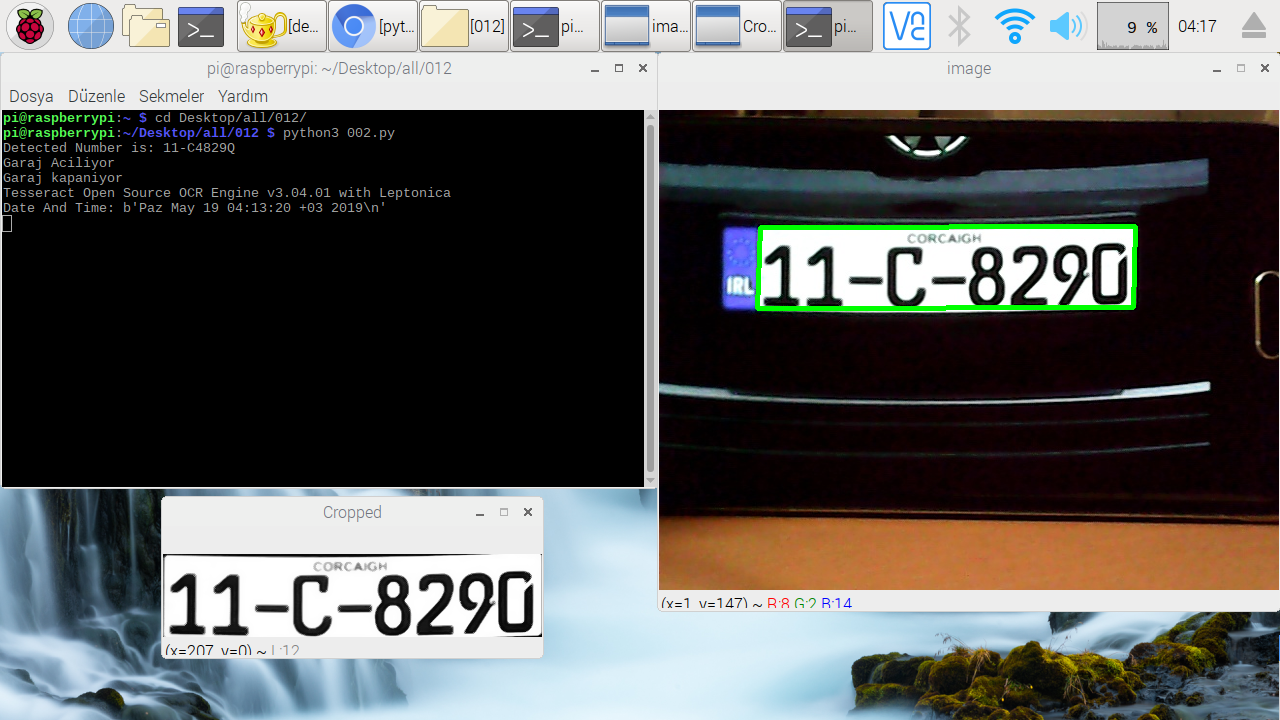 [de...
[pyt...
[012]
pi...
ima...
Cro...
pi...
9 %
04:17
pi@raspberrypi: ~/Desktop/all/012
Dosya Düzenle Sekmeler Yardım
pi@raspberrypi:~ $ cd Desktop/all/012/
pi@raspberrypi:~/Desktop/all/012 $ python3 002.py
Detected Number is: 11-C4829Q
Garaj Aciliyor
Garaj kapaniyor
Tesseract Open Source OCR Engine v3.04.01 with Leptonica
Date And Time: b'Paz May 19 04:13:20 +03 2019\n'
image
CORCAIGH
IRL
11-C-8290
(x=1, y=147) ~ R:8 G:2 B:14
Cropped
CORCAIGH
11-C-8290
(x=207, y=0) ~ L:12